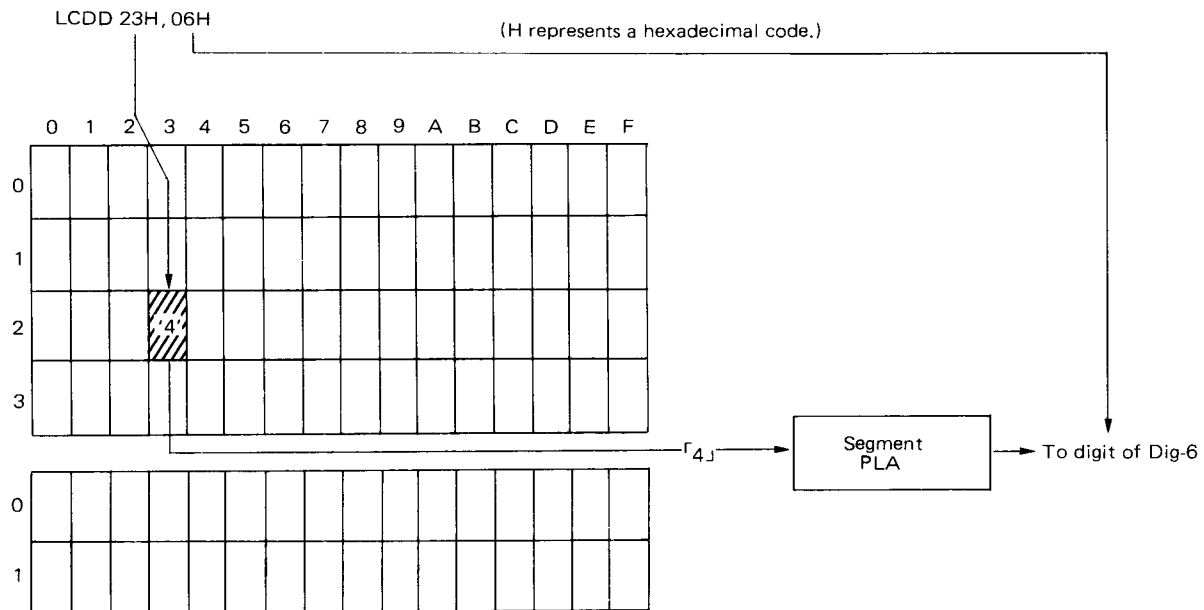 LCDD 23H, 06H
(H represents a hexadecimal code.)
0 1 2 3 4 5 6 7 8 9 A B C D E F
0
1
2 '4'
3
「4」
Segment
PLA
To digit of Dig-6
0
1